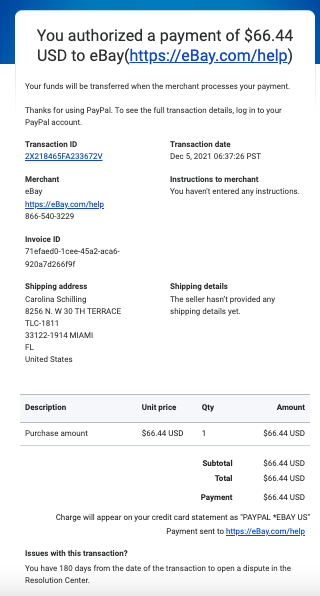 You authorized a payment of $66.44
USD to eBay(https://eBay.com/help)
Your funds will be transferred when the merchant processes your payment.
Thanks for using PayPal. To see the full transaction details, log in to your
PayPal account.
Transaction ID
2X218465FA233672V
Transaction date
Dec 5, 2021 06:37:26 PST
Merchant
eBay
https://eBay.com/help
866-540-3229
Instructions to merchant
You haven't entered any instructions.
Invoice ID
71efaed0-1cee-45a2-aca6-
920a7d266f9f
Shipping address
Carolina Schilling
8256 N. W 30 TH TERRACE
TLC-1811
33122-1914 MIAMI
FL
United States
Shipping details
The seller hasn't provided any
shipping details yet.
Description Unit price Qty Amount
Purchase amount $66.44 USD 1 $66.44 USD
Subtotal $66.44 USD
Total $66.44 USD
Payment $66.44 USD
Charge will appear on your credit card statement as "PAYPAL *EBAY US"
Payment sent to https://eBay.com/help
Issues with this transaction?
You have 180 days from the date of the transaction to open a dispute in the
Resolution Center.